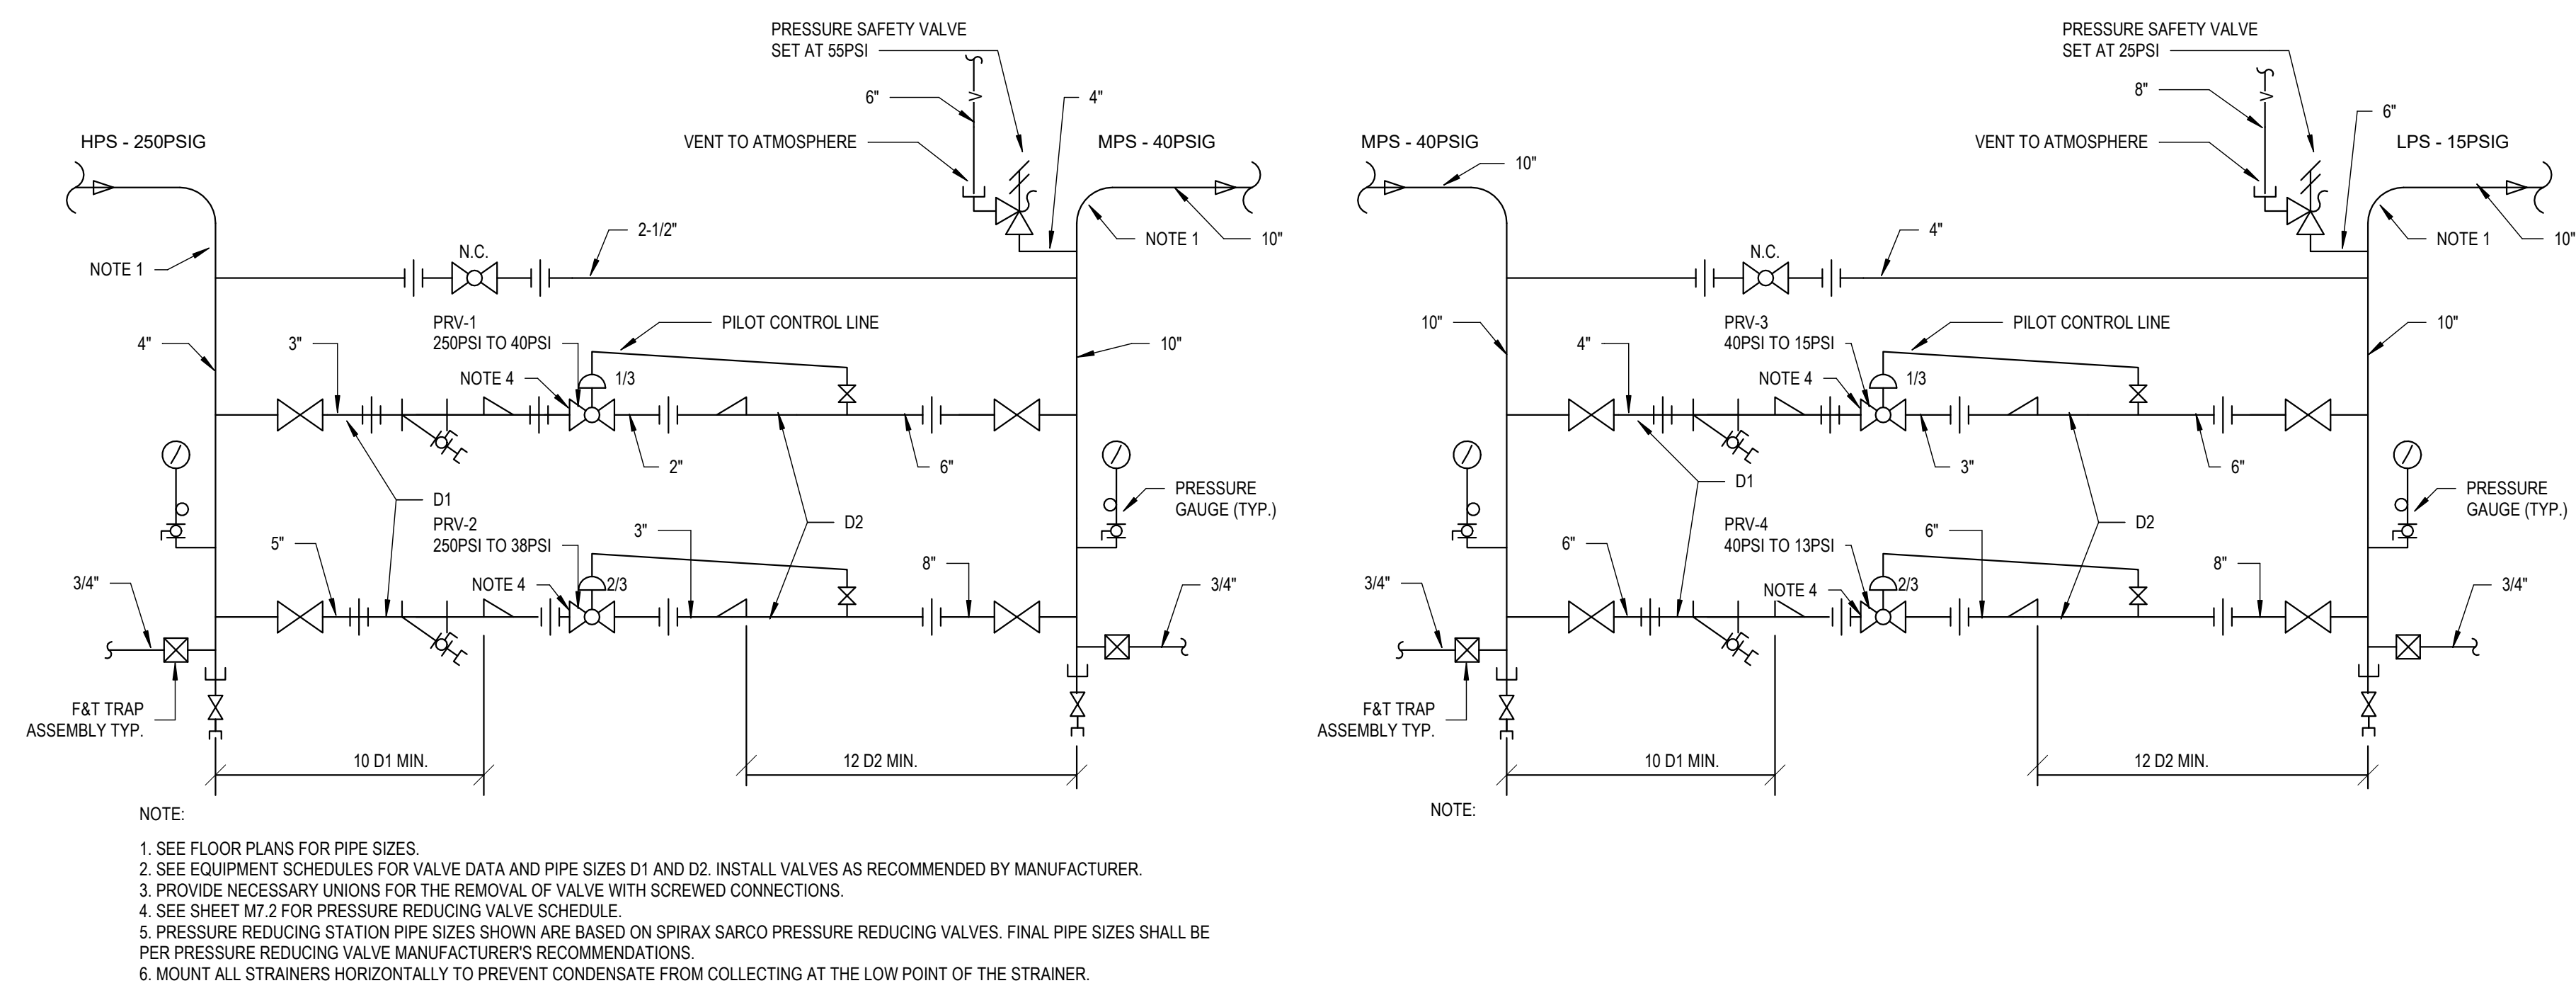 PRESSURE SAFETY VALVE
SET AT 55PSI
6"
4"
HPS - 250PSIG
VENT TO ATMOSPHERE
MPS - 40PSIG
2-1/2"
N.C.
NOTE 1
10"
NOTE 1
PRV-1
250PSI TO 40PSI
PILOT CONTROL LINE
4"
3"
10"
NOTE 4
1/3
2"
6"
D1
PRESSURE
GAUGE (TYP.)
PRV-2
250PSI TO 38PSI
D2
5"
3"
8"
3/4"
NOTE 4
2/3
3/4"
F&T TRAP
ASSEMBLY TYP.
10 D1 MIN.
12 D2 MIN.
NOTE:
1. SEE FLOOR PLANS FOR PIPE SIZES.
2. SEE EQUIPMENT SCHEDULES FOR VALVE DATA AND PIPE SIZES D1 AND D2. INSTALL VALVES AS RECOMMENDED BY MANUFACTURER.
3. PROVIDE NECESSARY UNIONS FOR THE REMOVAL OF VALVE WITH SCREWED CONNECTIONS.
4. SEE SHEET M7.2 FOR PRESSURE REDUCING VALVE SCHEDULE.
5. PRESSURE REDUCING STATION PIPE SIZES SHOWN ARE BASED ON SPIRAX SARCO PRESSURE REDUCING VALVES. FINAL PIPE SIZES SHALL BE
PER PRESSURE REDUCING VALVE MANUFACTURER'S RECOMMENDATIONS.
6. MOUNT ALL STRAINERS HORIZONTALLY TO PREVENT CONDENSATE FROM COLLECTING AT THE LOW POINT OF THE STRAINER.
PRESSURE SAFETY VALVE
SET AT 25PSI
8"
6"
MPS - 40PSIG
VENT TO ATMOSPHERE
LPS - 15PSIG
10"
4"
N.C.
NOTE 1
10"
10"
PRV-3
40PSI TO 15PSI
PILOT CONTROL LINE
10"
4"
NOTE 4
1/3
3"
6"
D1
PRESSURE
GAUGE (TYP.)
PRV-4
40PSI TO 13PSI
D2
6"
6"
8"
3/4"
NOTE 4
2/3
3/4"
F&T TRAP
ASSEMBLY TYP.
10 D1 MIN.
12 D2 MIN.
NOTE: